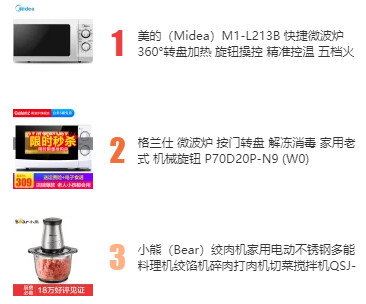 Midea
1
美的（Midea）M1-L213B 快捷微波炉
360°转盘加热 旋钮操控 精准控温 五档火
Galanz
限时秒杀
309
2
格兰仕 微波炉 按门转盘 解冻消毒 家用老
式 机械旋钮 P70D20P-N9 (W0)
Bear小熊
18万好评见证
3
小熊（Bear）绞肉机家用电动不锈钢多能
料理机绞馅机碎肉打肉机切菜搅拌机QSJ-